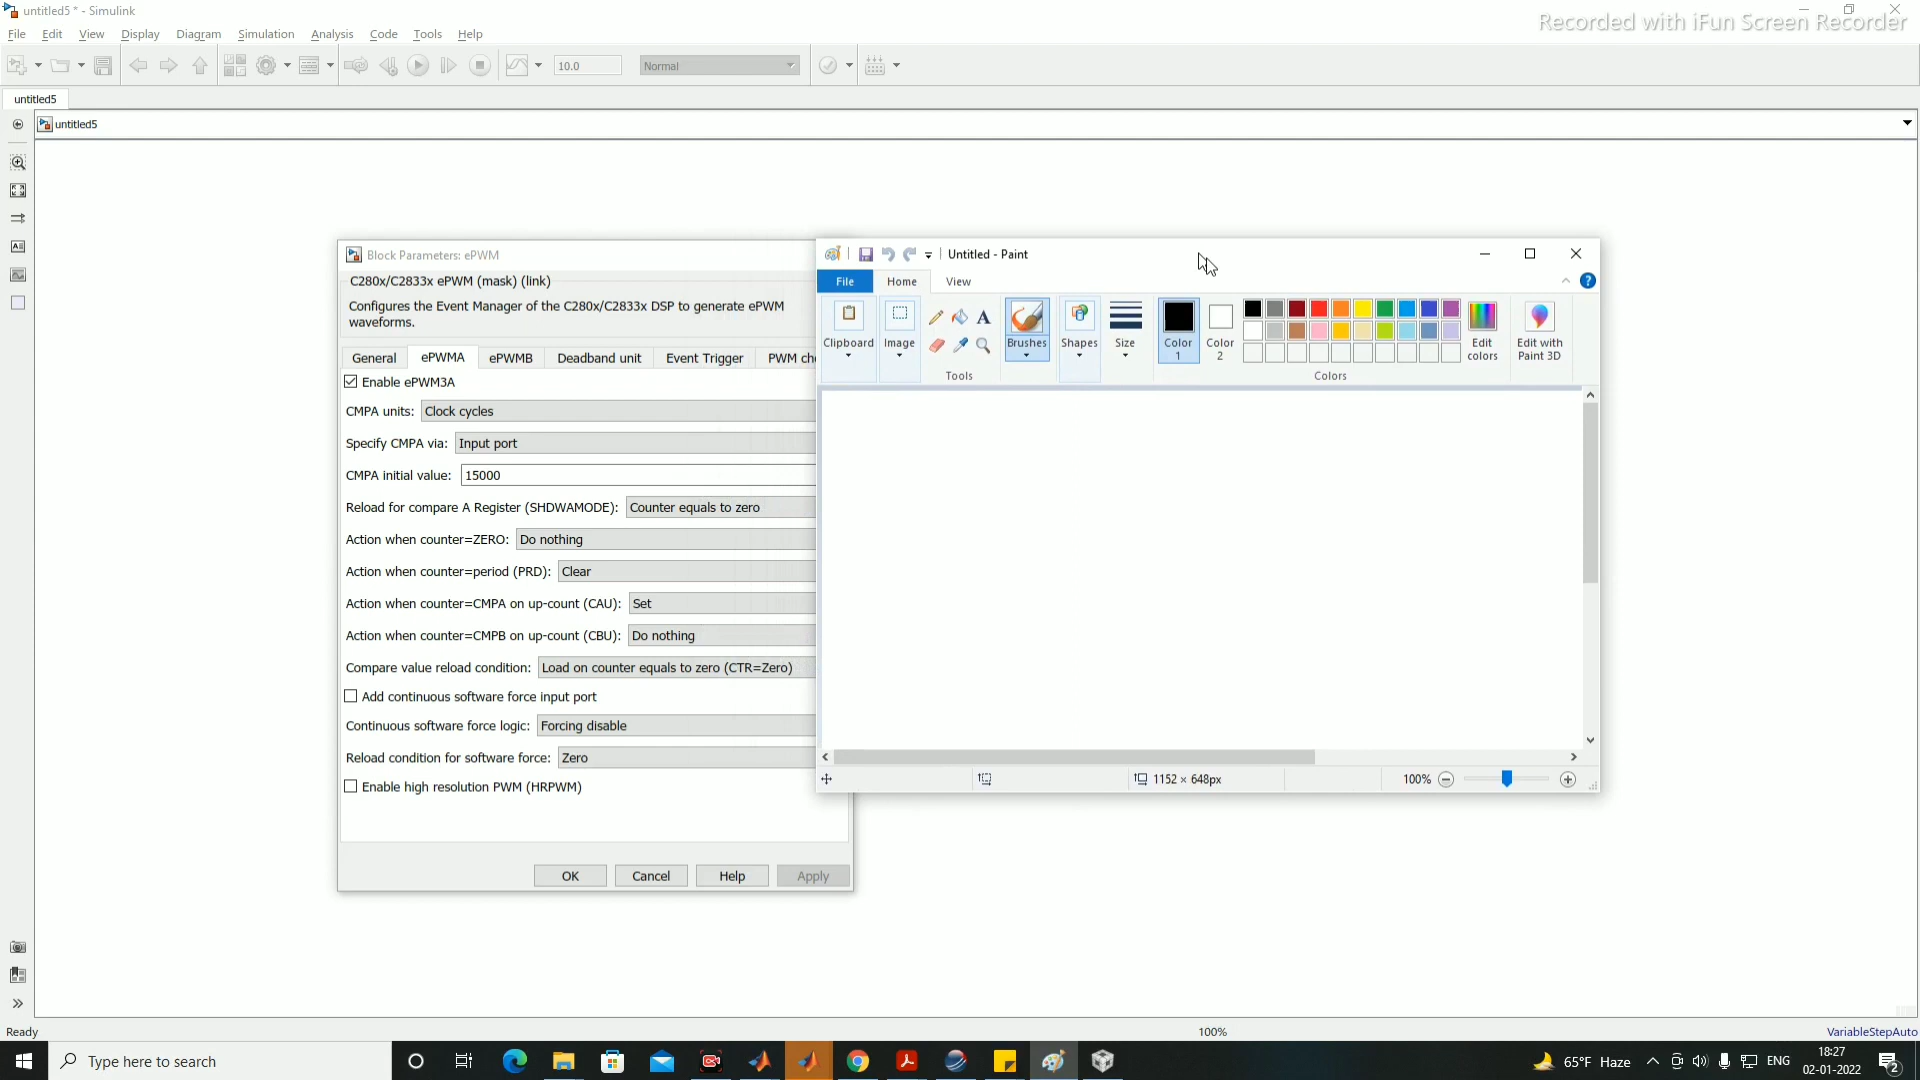 untitled5 * - Simulink
Recorded with iFun Screen Recorder
File Edit View Display Diagram Simulation Analysis Code Tools Help
10.0 Normal
untitled5
untitled5
Block Parameters: ePWM
C280x/C2833x ePWM (mask) (link)
Configures the Event Manager of the C280x/C2833x DSP to generate ePWM
waveforms.
General ePWMA ePWMB Deadband unit Event Trigger PWM ch
Enable ePWM3A
CMPA units: Clock cycles
Specify CMPA via: Input port
CMPA initial value: 15000
Reload for compare A Register (SHDWAMODE): Counter equals to zero
Action when counter=ZERO: Do nothing
Action when counter=period (PRD): Clear
Action when counter=CMPA on up-count (CAU): Set
Action when counter=CMPB on up-count (CBU): Do nothing
Compare value reload condition: Load on counter equals to zero (CTR=Zero)
Add continuous software force input port
Continuous software force logic: Forcing disable
Reload condition for software force: Zero
Enable high resolution PWM (HRPWM)
OK Cancel Help Apply
Untitled - Paint
File Home View
Clipboard Image Brushes Shapes Size Color 1 Color 2 Edit colors Edit with Paint 3D
Tools Colors
1152 × 648px 100%
Ready 100% VariableStepAuto
Type here to search
65°F Haze ENG 18:27
02-01-2022 2